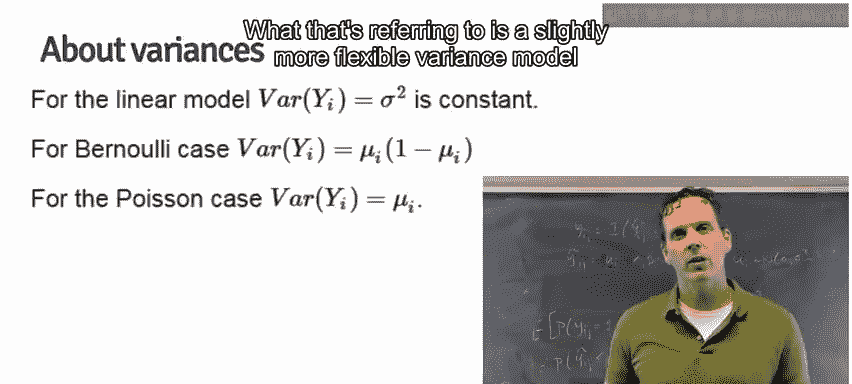 What that's referring to is a slightly
more flexible variance model
About variances
For the linear model Var(Yᵢ) = σ² is constant.
For Bernoulli case Var(Yᵢ) = μᵢ(1 − μᵢ)
For the Poisson case Var(Yᵢ) = μᵢ.